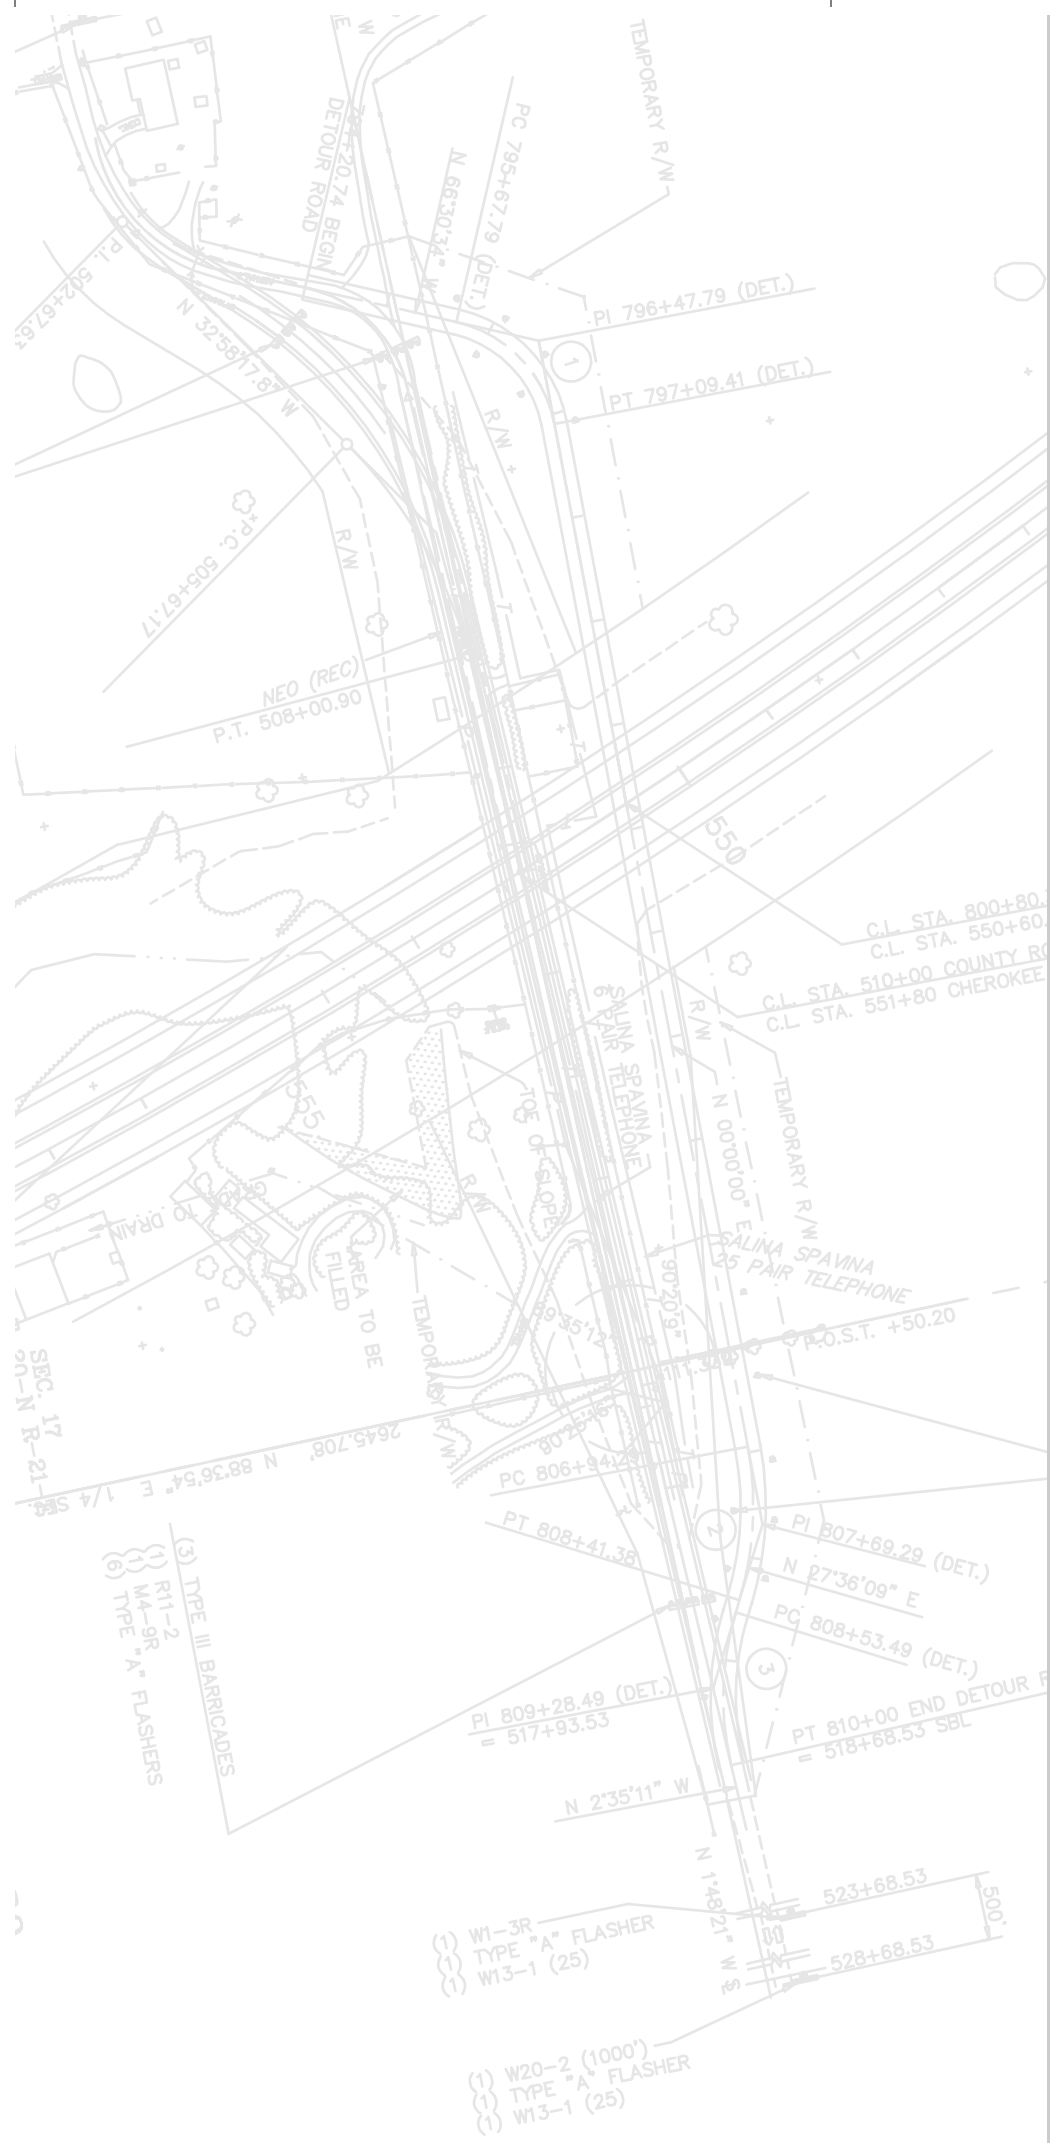 TEMPORARY R/W
DETOUR ROAD
N 66°30'34" W
PC 795+67.79 (DET.)
PI 796+47.79 (DET.)
PT 797+09.41 (DET.)
1
N 32°58'17.8" W
R/W
R/W
P.C. 505+67.17
NEO (REC)
P.T. 508+00.90
550
C.L. STA. 800+80.
C.L. STA. 550+60.
C.L. STA. 510+00 COUNTY
C.L. STA. 551+80 CHEROKEE
SALINA SPAVINA
6 PAIR TELEPHONE
R/W
TOE OF SLOPE
N 00°00'00" E
TEMPORARY R/W
555
R/W
GRADE TO DRAIN
AREA TO BE
FILLED
TEMPORARY R/W
SALINA SPAVINA
25 PAIR TELEPHONE
90°20'9"
89°35'12"
P.O.S.T. +50.20
SEC. 17
2645.708' N 88°36'54" E 1/4 SEC.
PC 806+94.29
PT 808+41.38
2
PI 807+69.29 (DET.)
N 27°36'09" E
PC 808+53.49 (DET.)
3
(3) TYPE III BARRICADES
(1) R11-2
(1) M4-9R
(6) TYPE "A" FLASHERS
PI 809+28.49 (DET.)
= 517+93.53
PT 810+00 END DETOUR
= 518+68.53 SBL
N 2°35'11" W
N 1°48'21" W
523+68.53
500'
528+68.53
(1) W1-3R
(1) TYPE "A" FLASHER
(1) W13-1 (25)
(1) W20-2 (1000')
(1) TYPE "A" FLASHER
(1) W13-1 (25)